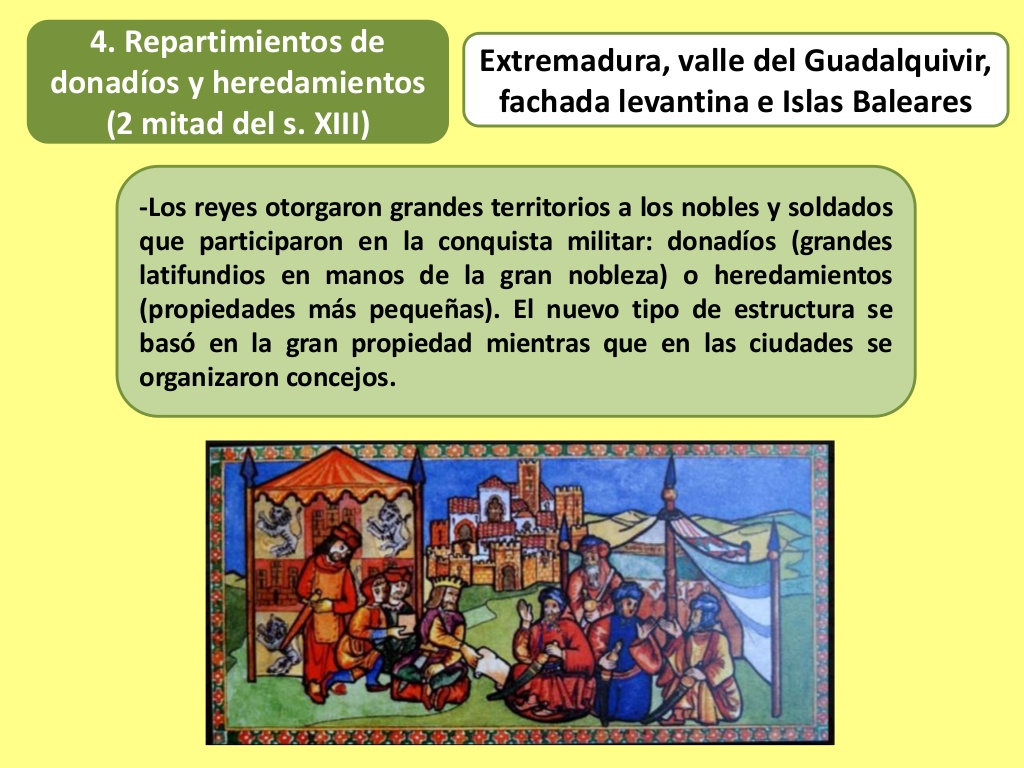 4. Repartimientos de
donadíos y heredamientos
(2 mitad del s. XIII)
Extremadura, valle del Guadalquivir,
fachada levantina e Islas Baleares
-Los reyes otorgaron grandes territorios a los nobles y soldados
que participaron en la conquista militar: donadíos (grandes
latifundios en manos de la gran nobleza) o heredamientos
(propiedades más pequeñas). El nuevo tipo de estructura se
basó en la gran propiedad mientras que en las ciudades se
organizaron concejos.